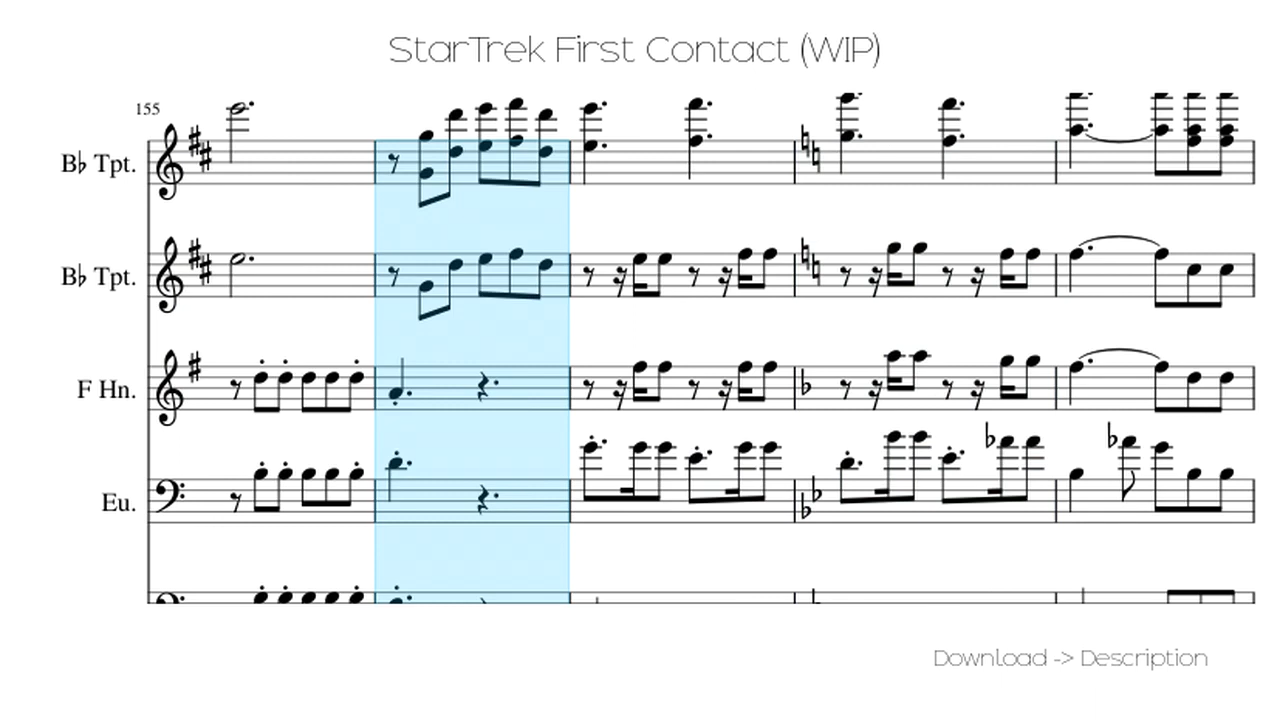 StarTrek First Contact (WIP)
155
B♭ Tpt.
B♭ Tpt.
F Hn.
Eu.
Download -> Description